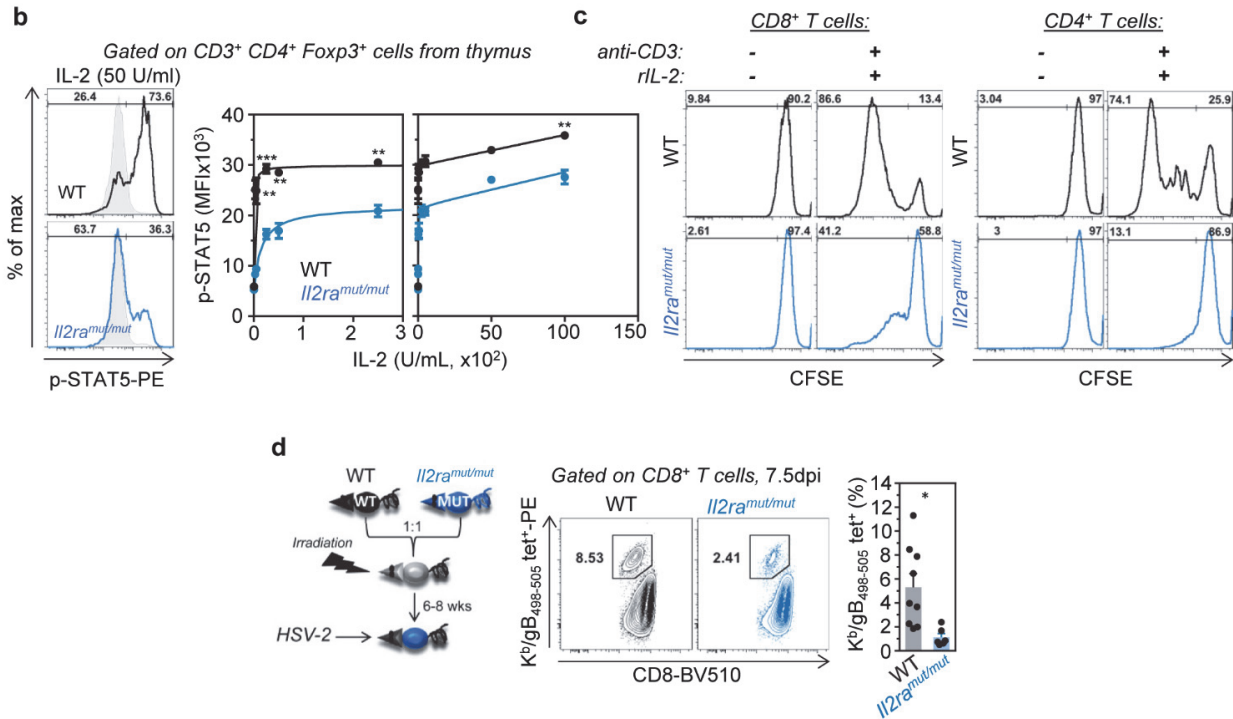 b
Gated on CD3⁺ CD4⁺ Foxp3⁺ cells from thymus
IL-2 (50 U/ml)
26.4 73.6
WT
63.7 36.3
Il2raᵐᵘᵗ/ᵐᵘᵗ
% of max
p-STAT5-PE
p-STAT5 (MFIx10³)
40
30
20
10
0
***
**
**
**
**
WT
Il2raᵐᵘᵗ/ᵐᵘᵗ
0 1 2 3 0 50 100 150
IL-2 (U/mL, x10²)
c
CD8⁺ T cells: CD4⁺ T cells:
anti-CD3: - + - +
rIL-2: - + - +
WT
9.84 90.2 86.6 13.4
WT
3.04 97 74.1 25.9
Il2raᵐᵘᵗ/ᵐᵘᵗ
2.61 97.4 41.2 58.8
Il2raᵐᵘᵗ/ᵐᵘᵗ
3 97 13.1 86.9
CFSE CFSE
d
WT Il2raᵐᵘᵗ/ᵐᵘᵗ
WT MUT
1:1
Irradiation
6-8 wks
HSV-2
Gated on CD8⁺ T cells, 7.5dpi
WT Il2raᵐᵘᵗ/ᵐᵘᵗ
8.53 2.41
Kᵇ/gB₄₉₈₋₅₀₅ tet⁺-PE
CD8-BV510
Kᵇ/gB₄₉₈₋₅₀₅ tet⁺ (%)
14
12
10
8
6
4
2
0
*
WT
Il2raᵐᵘᵗ/ᵐᵘᵗ